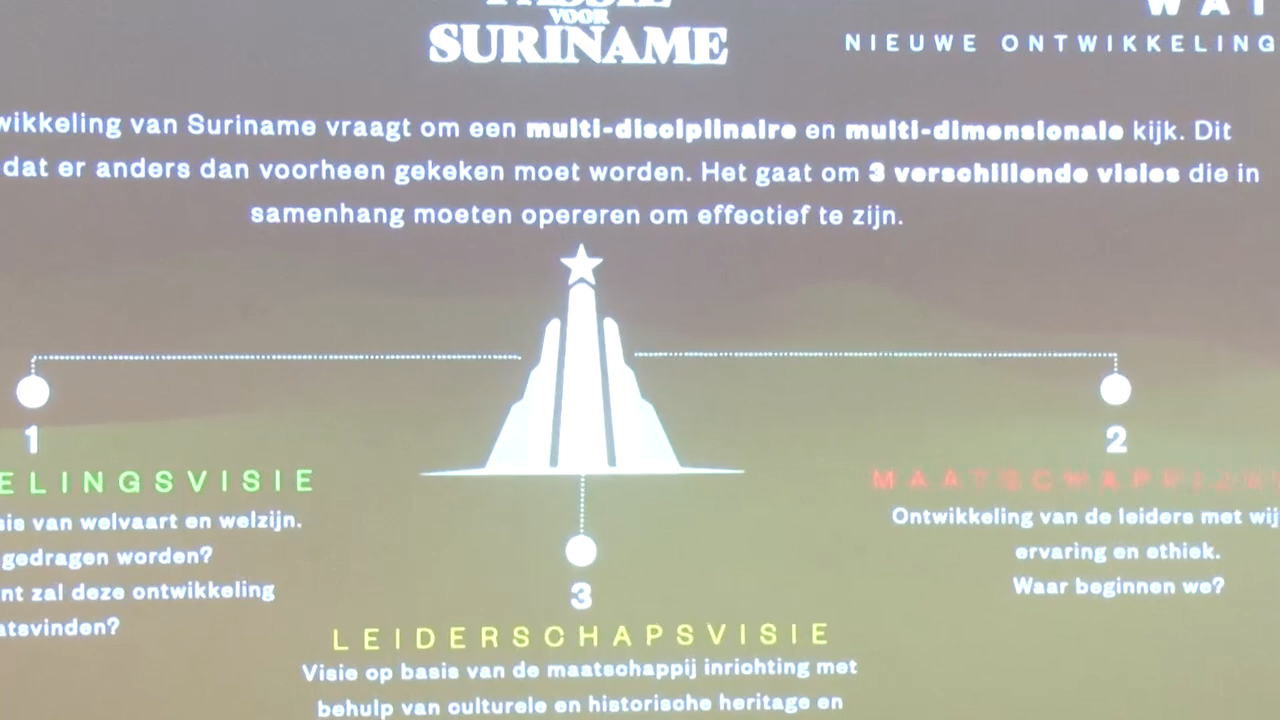 PASSIE
VOOR
SURINAME
WAT
NIEUWE ONTWIKKELING
wikkeling van Suriname vraagt om een multi-disciplinaire en multi-dimensionale kijk. Dit
dat er anders dan voorheen gekeken moet worden. Het gaat om 3 verschillende visies die in
samenhang moeten opereren om effectief te zijn.
1
ELINGSVISIE
sis van welvaart en welzijn.
gedragen worden?
nt zal deze ontwikkeling
atsvinden?
2
Ontwikkeling van de leiders met wij
ervaring en ethiek.
Waar beginnen we?
3
LEIDERSCHAPSVISIE
Visie op basis van de maatschappij inrichting met
behulp van culturele en historische heritage en